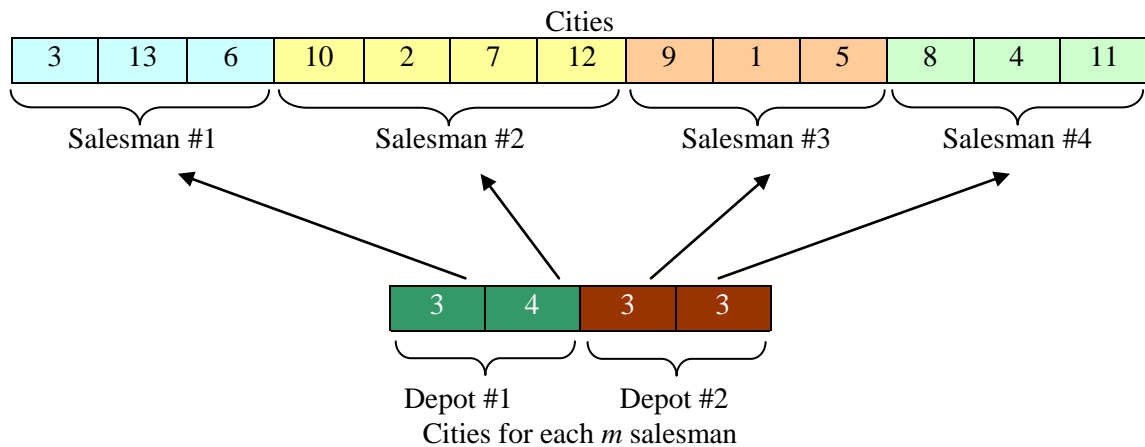 Cities
3 13 6 10 2 7 12 9 1 5 8 4 11
Salesman #1 Salesman #2 Salesman #3 Salesman #4
3 4 3 3
Depot #1 Depot #2
Cities for each m salesman